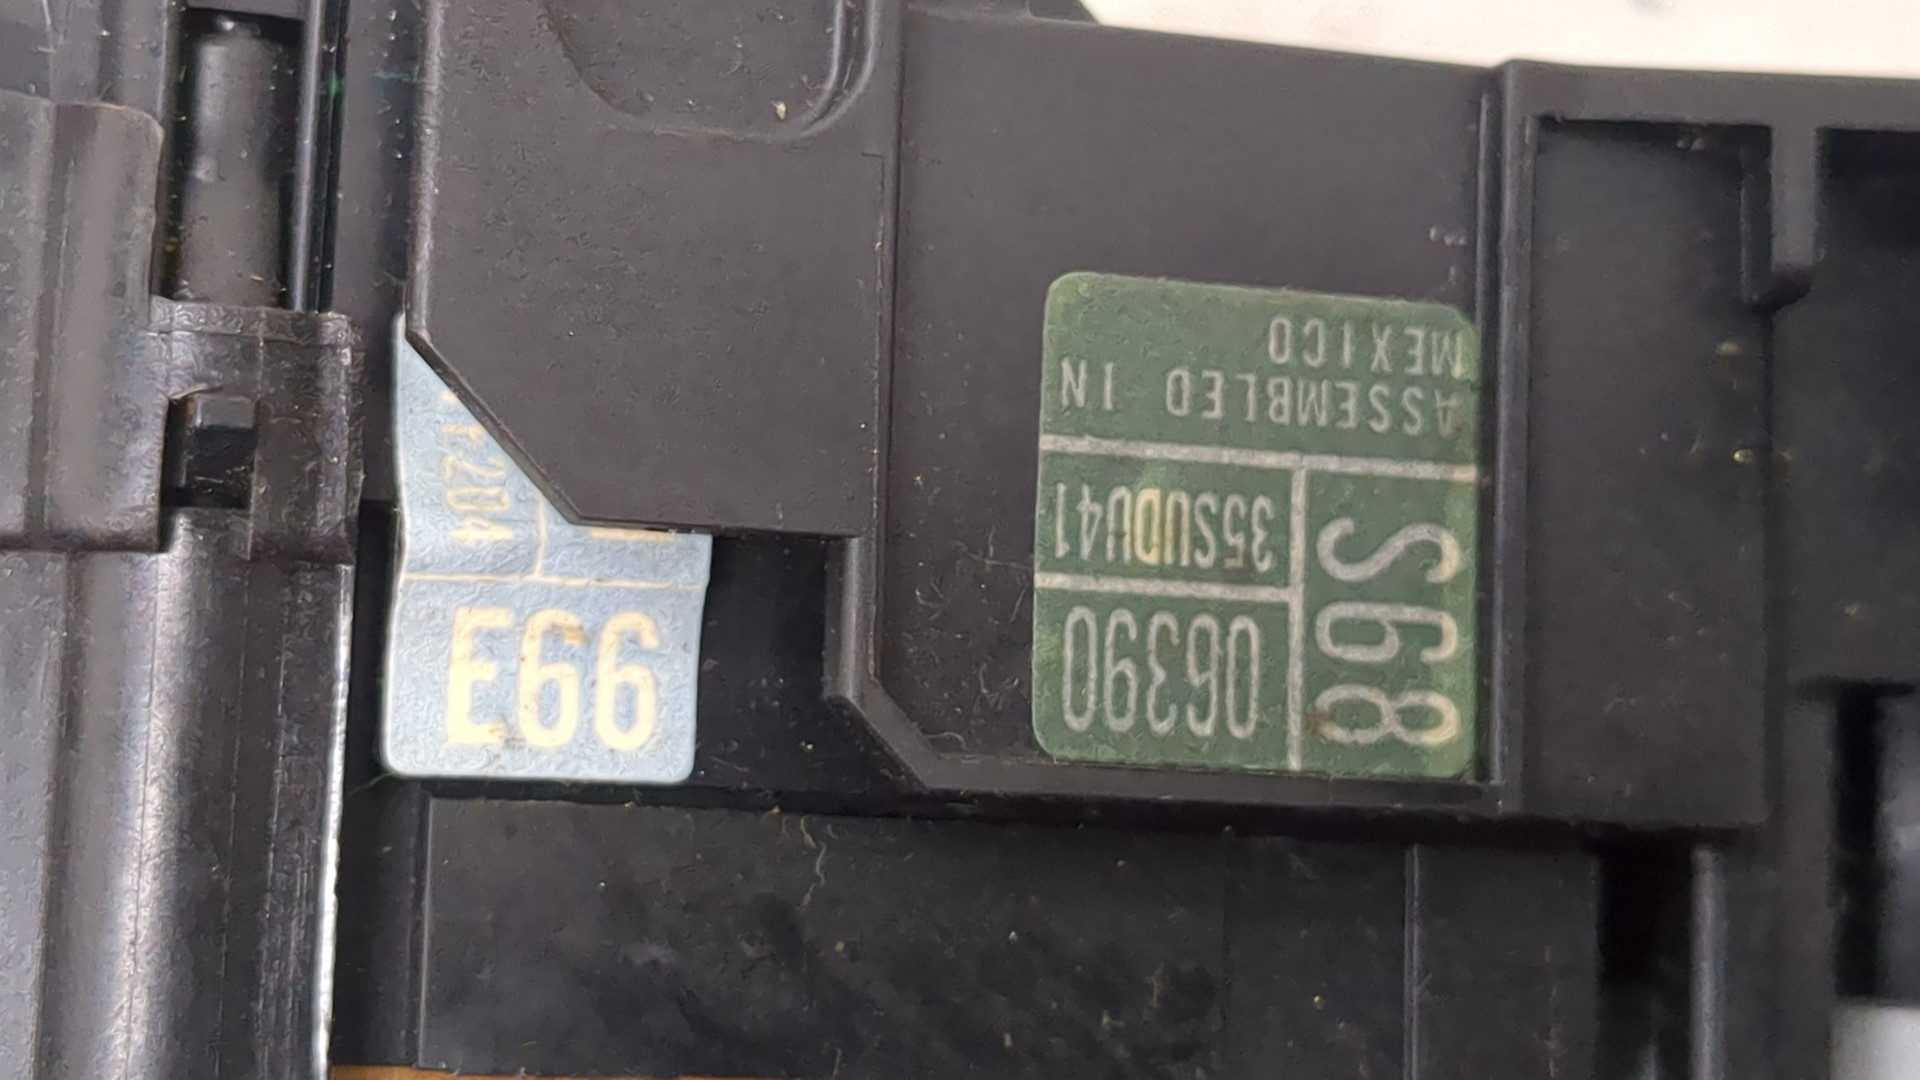 E66
S68
06390
35SUDU41
ASSEMBLED IN
MEXICO